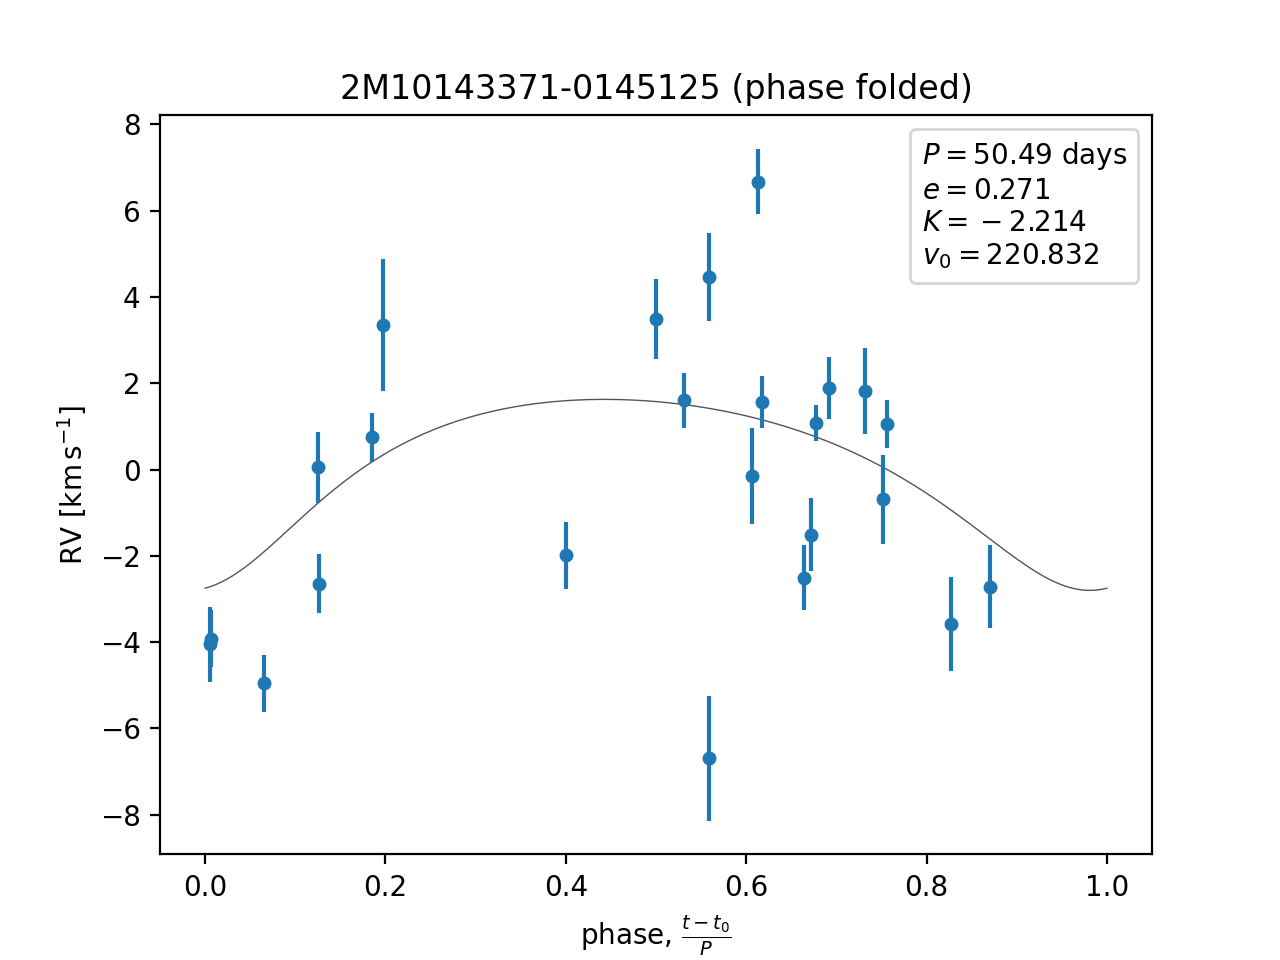 2M10143371-0145125 (phase folded)
P = 50.49 days
e = 0.271
K = −2.214
v₀ = 220.832
RV [km s⁻¹]
8
6
4
2
0
−2
−4
−6
−8
0.0 0.2 0.4 0.6 0.8 1.0
phase, (t − t₀)/P